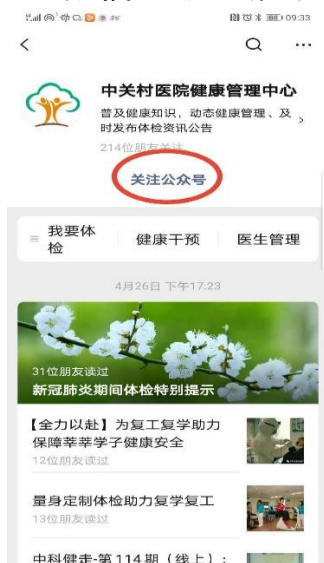 09:33
中关村医院健康管理中心
普及健康知识，动态健康管理、及
时发布体检资讯公告
214位朋友关注
关注公众号
我要体
检
健康干预
医生管理
4月26日 下午17:23
31位朋友读过
新冠肺炎期间体检特别提示
【全力以赴】为复工复学助力
保障莘莘学子健康安全
12位朋友读过
量身定制体检助力复学复工
13位朋友读过
中科健走-第114期（线上）：